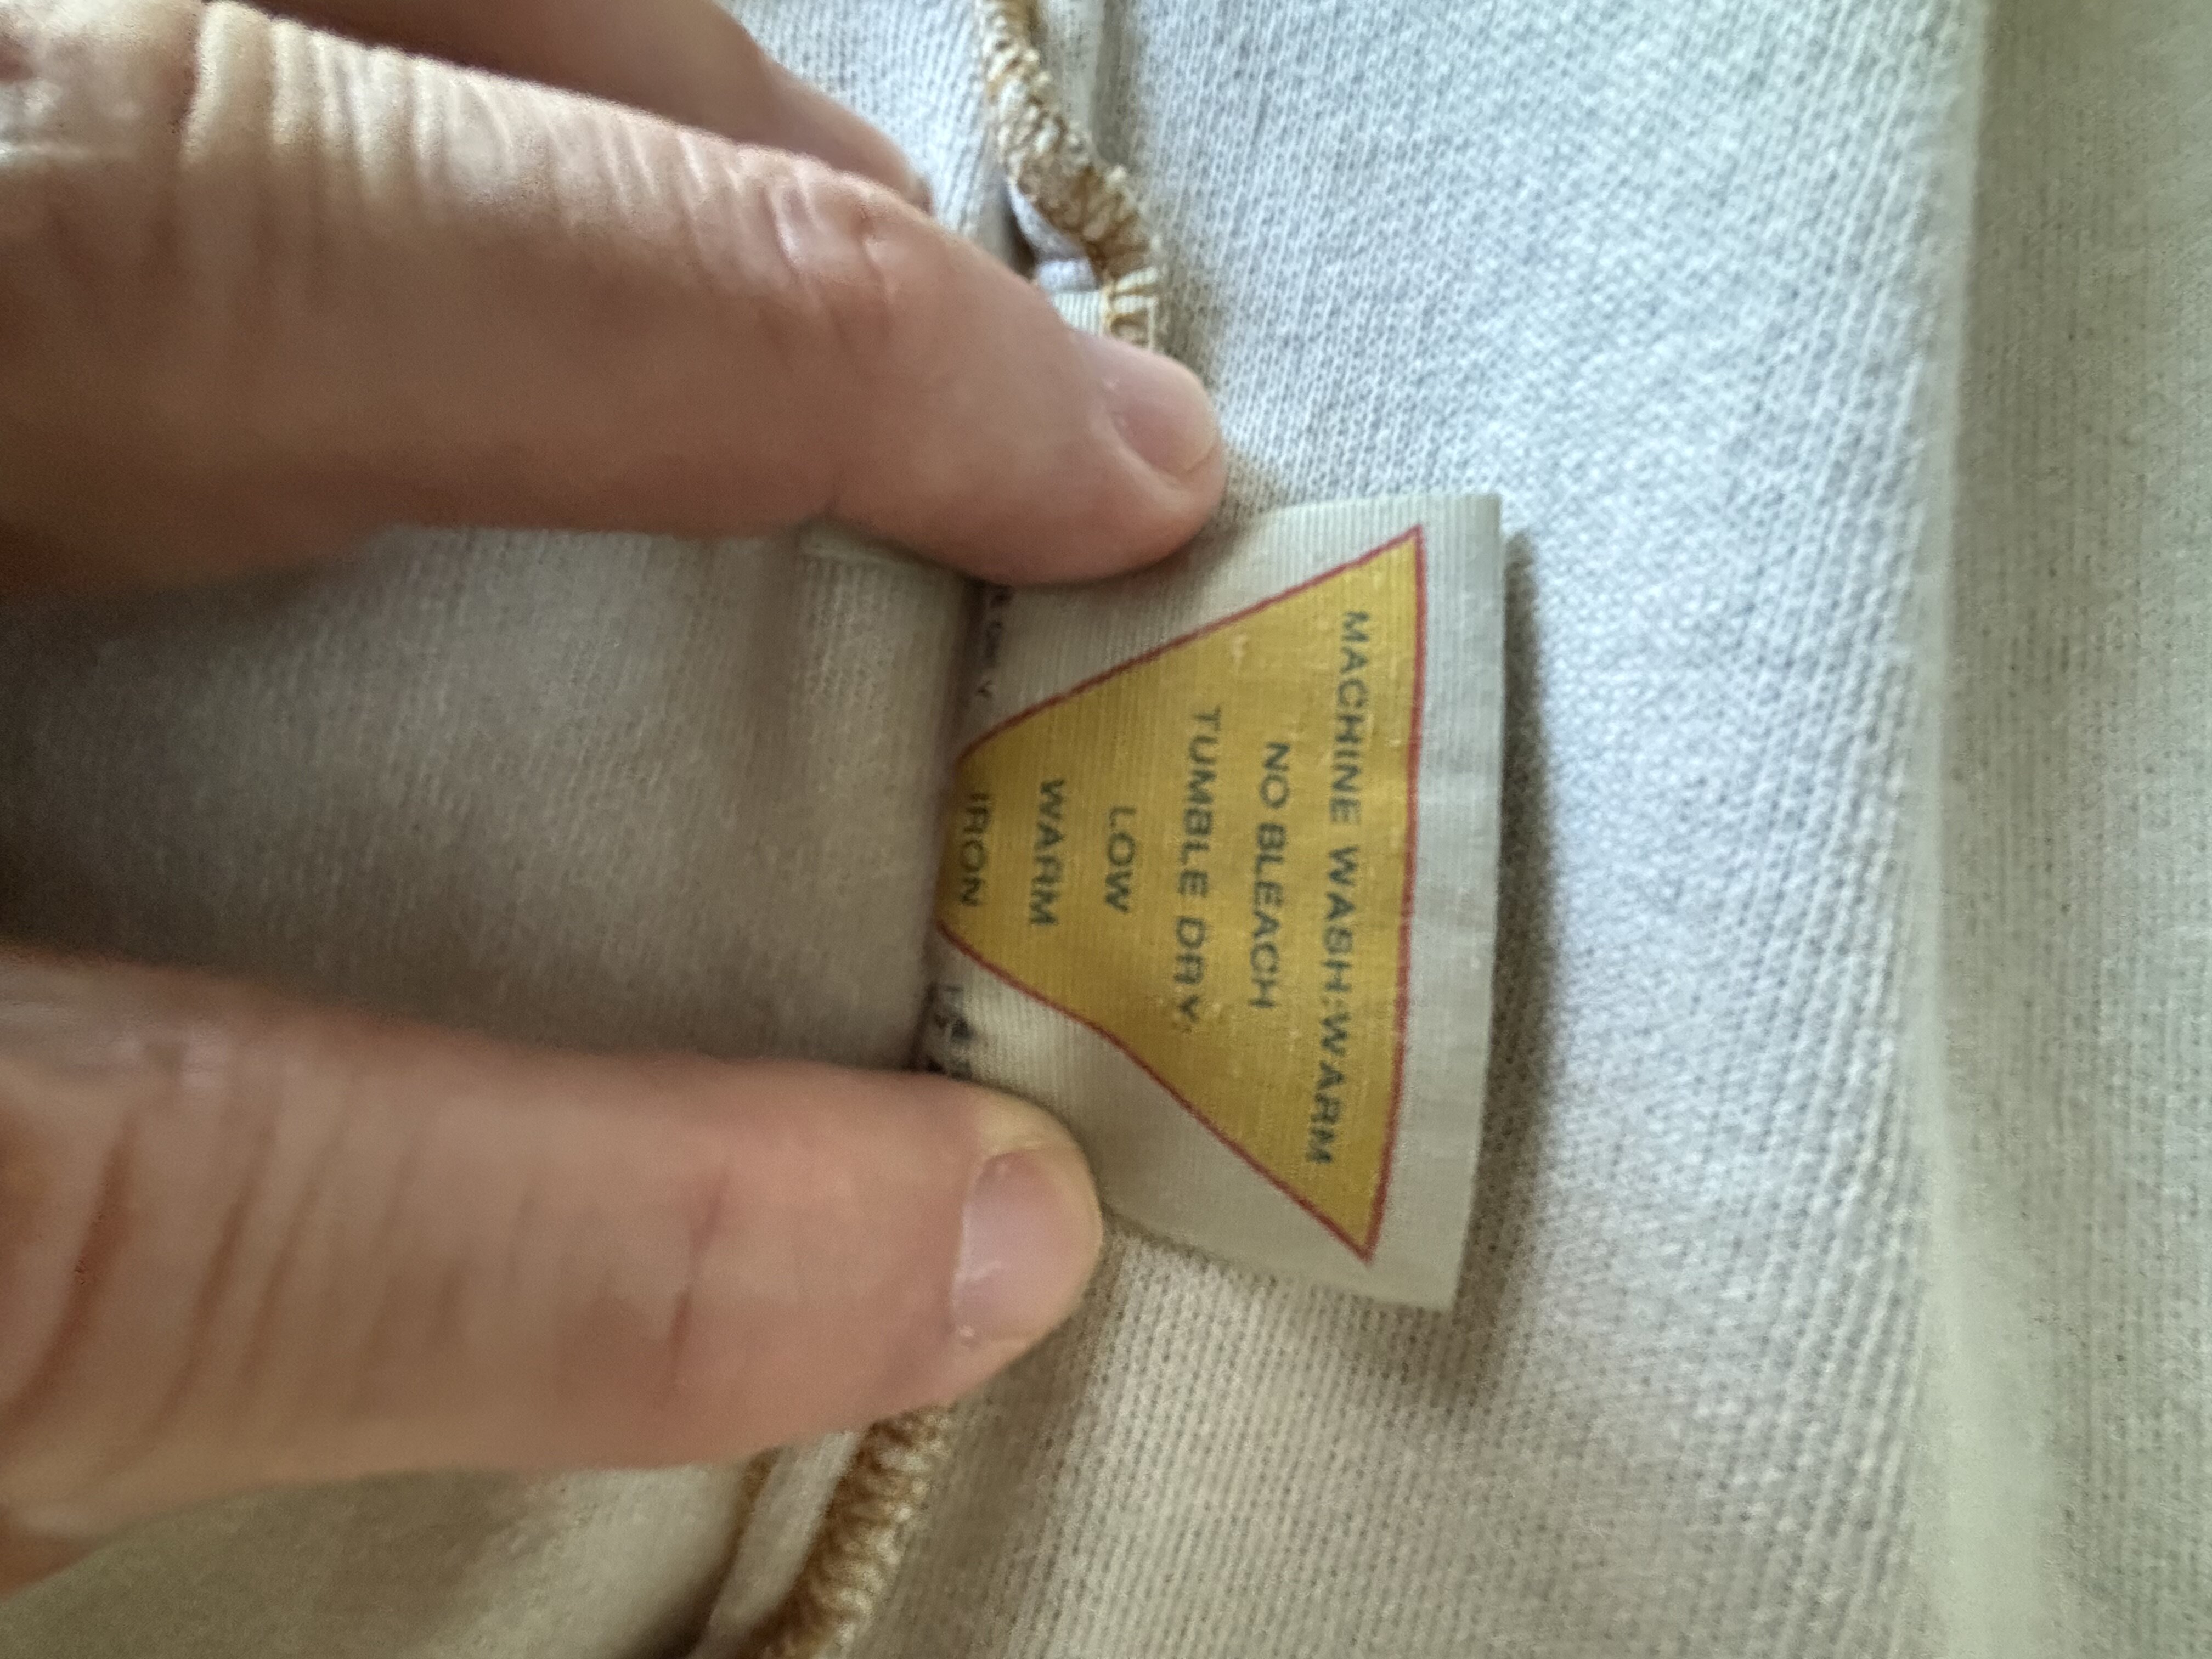 MACHINE WASH:WARM
NO BLEACH
TUMBLE DRY,
LOW
WARM
IRON